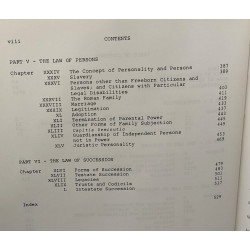 viii
CONTENTS
PART V - THE LAW OF PERSONS
Chapter XXXIV The Concept of Personality and Persons 387
XXXV Slavery
XXXVI Persons other than Freeborn Citizens and
Slaves: and Citizens with Particular
Legal Disabilities
XXXVII The Roman Family
XXXVIII Marriage
XXXIX Legitimation
XL Adoption
XLI Termination of Parental Power
XLII Other Forms of Family Subjection
XLIII Capitis Deminutio
XLIV Guardianship of Independent Persons
not in Power
XLV Juristic Personality
PART VI - THE LAW OF SUCCESSION
Chapter XLVI Forms of Succession
XLVII Testate Succession
XLVIII Legacies
XLIX Trusts and Codicils
L Intestate Succession
Index